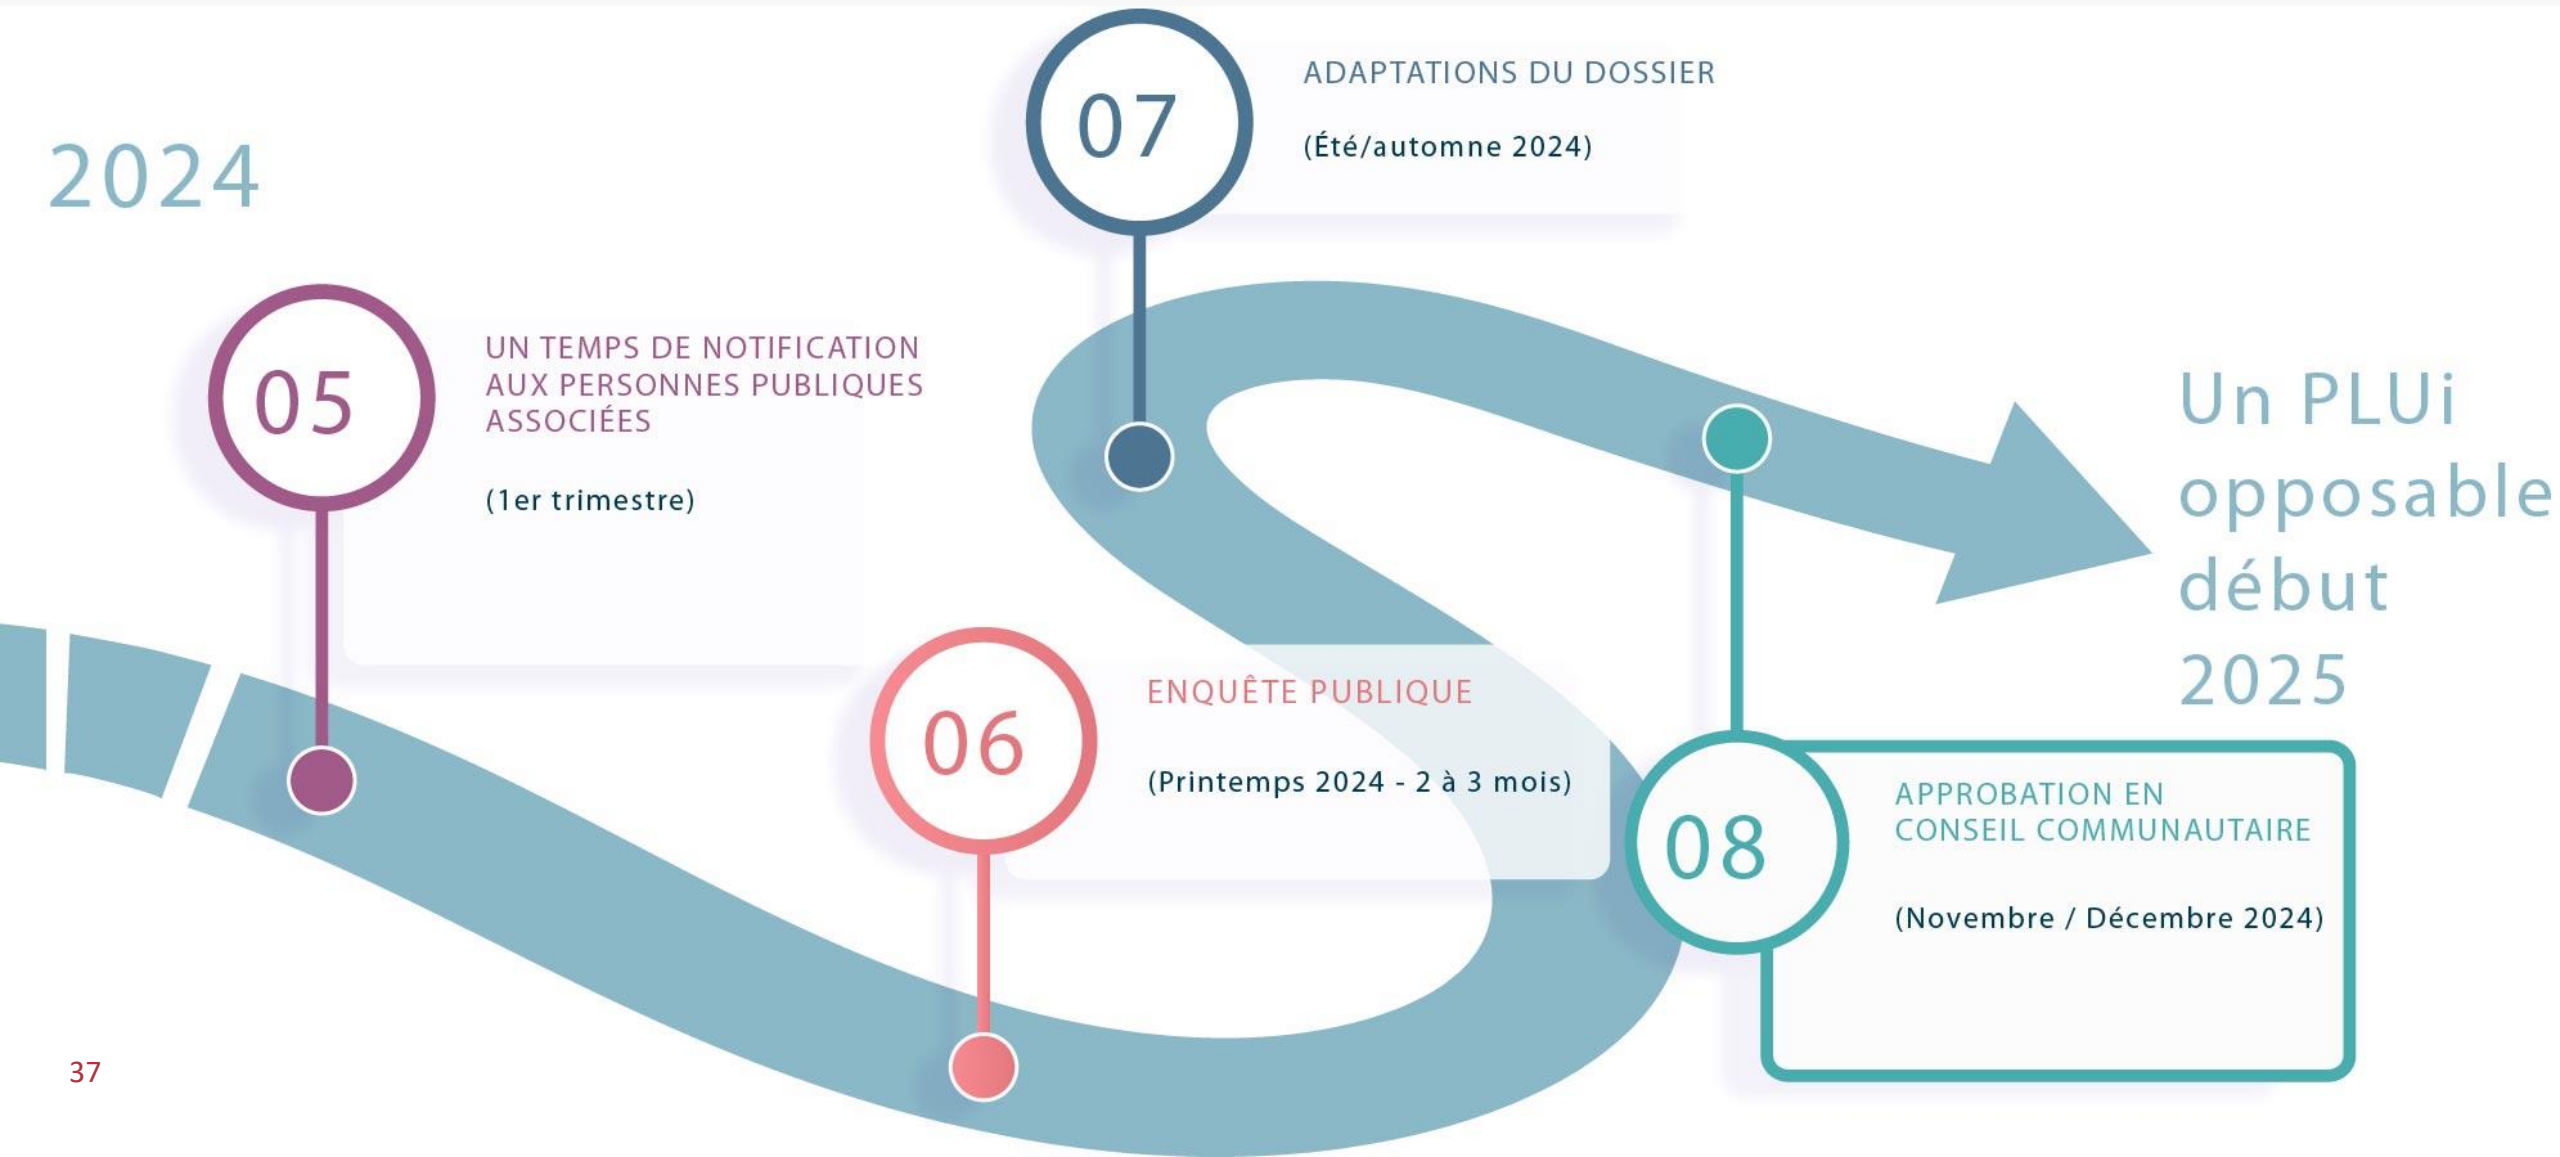 2024
05
UN TEMPS DE NOTIFICATION
AUX PERSONNES PUBLIQUES
ASSOCIÉES
(1er trimestre)
06
ENQUÊTE PUBLIQUE
(Printemps 2024 - 2 à 3 mois)
07
ADAPTATIONS DU DOSSIER
(Été/automne 2024)
08
APPROBATION EN
CONSEIL COMMUNAUTAIRE
(Novembre / Décembre 2024)
Un PLUi
opposable
début
2025
37